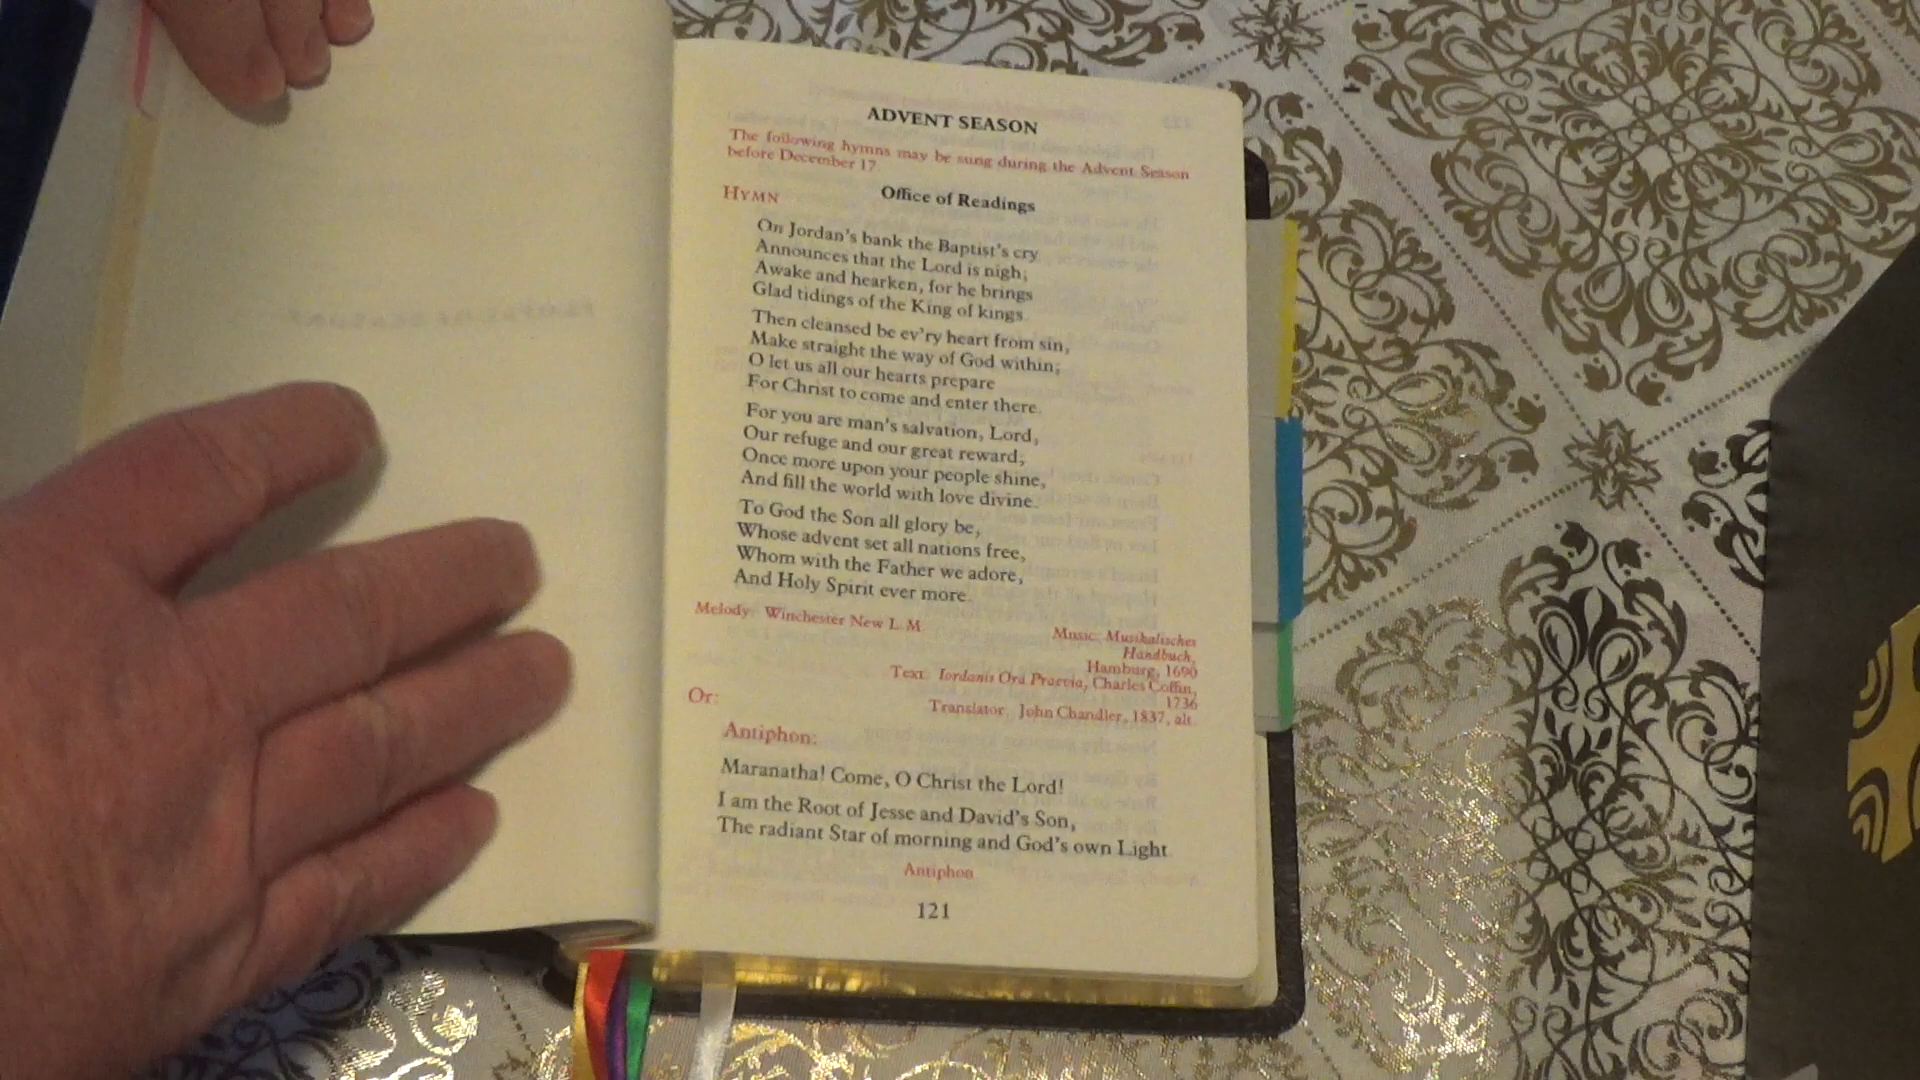 ADVENT SEASON
The following hymns may be sung during the Advent Season
before December 17
Office of Readings
HYMN
On Jordan's bank the Baptist's cry
Announces that the Lord is nigh;
Awake and hearken, for he brings
Glad tidings of the King of kings.
Then cleansed be ev'ry heart from sin,
Make straight the way of God within;
O let us all our hearts prepare
For Christ to come and enter there.
For you are man's salvation, Lord,
Our refuge and our great reward;
Once more upon your people shine,
And fill the world with love divine.
To God the Son all glory be,
Whose advent set all nations free,
Whom with the Father we adore,
And Holy Spirit ever more.
Melody: Winchester New L.M.
Music: Musikalisches
Handbuch,
Hamburg, 1690
Text: Iordanis Ora Praevia, Charles Coffin,
1736
Translator: John Chandler, 1837, alt.
Or:
Antiphon:
Maranatha! Come, O Christ the Lord!
I am the Root of Jesse and David's Son,
The radiant Star of morning and God's own Light.
Antiphon
121